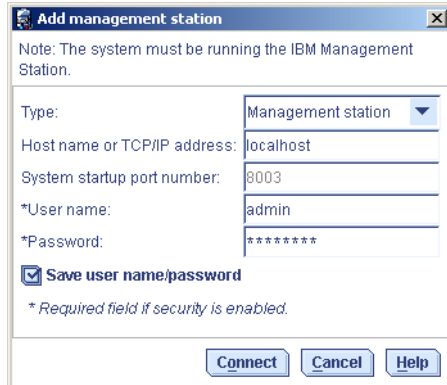 Add management station
Note: The system must be running the IBM Management
Station.
Type: Management station
Host name or TCP/IP address: localhost
System startup port number: 8003
*User name: admin
*Password: ********
Save user name/password
* Required field if security is enabled.
Connect Cancel Help